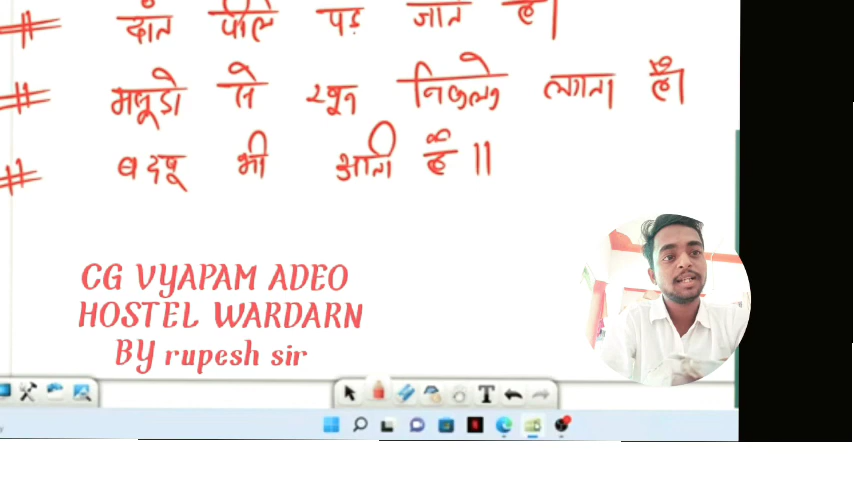 # दांत पीले पड़ जाते है।
# मसूडो से खून निकलने लगता है।
# बदबू भी आती हैं ॥
CG VYAPAM ADEO
HOSTEL WARDARN
BY rupesh sir
T